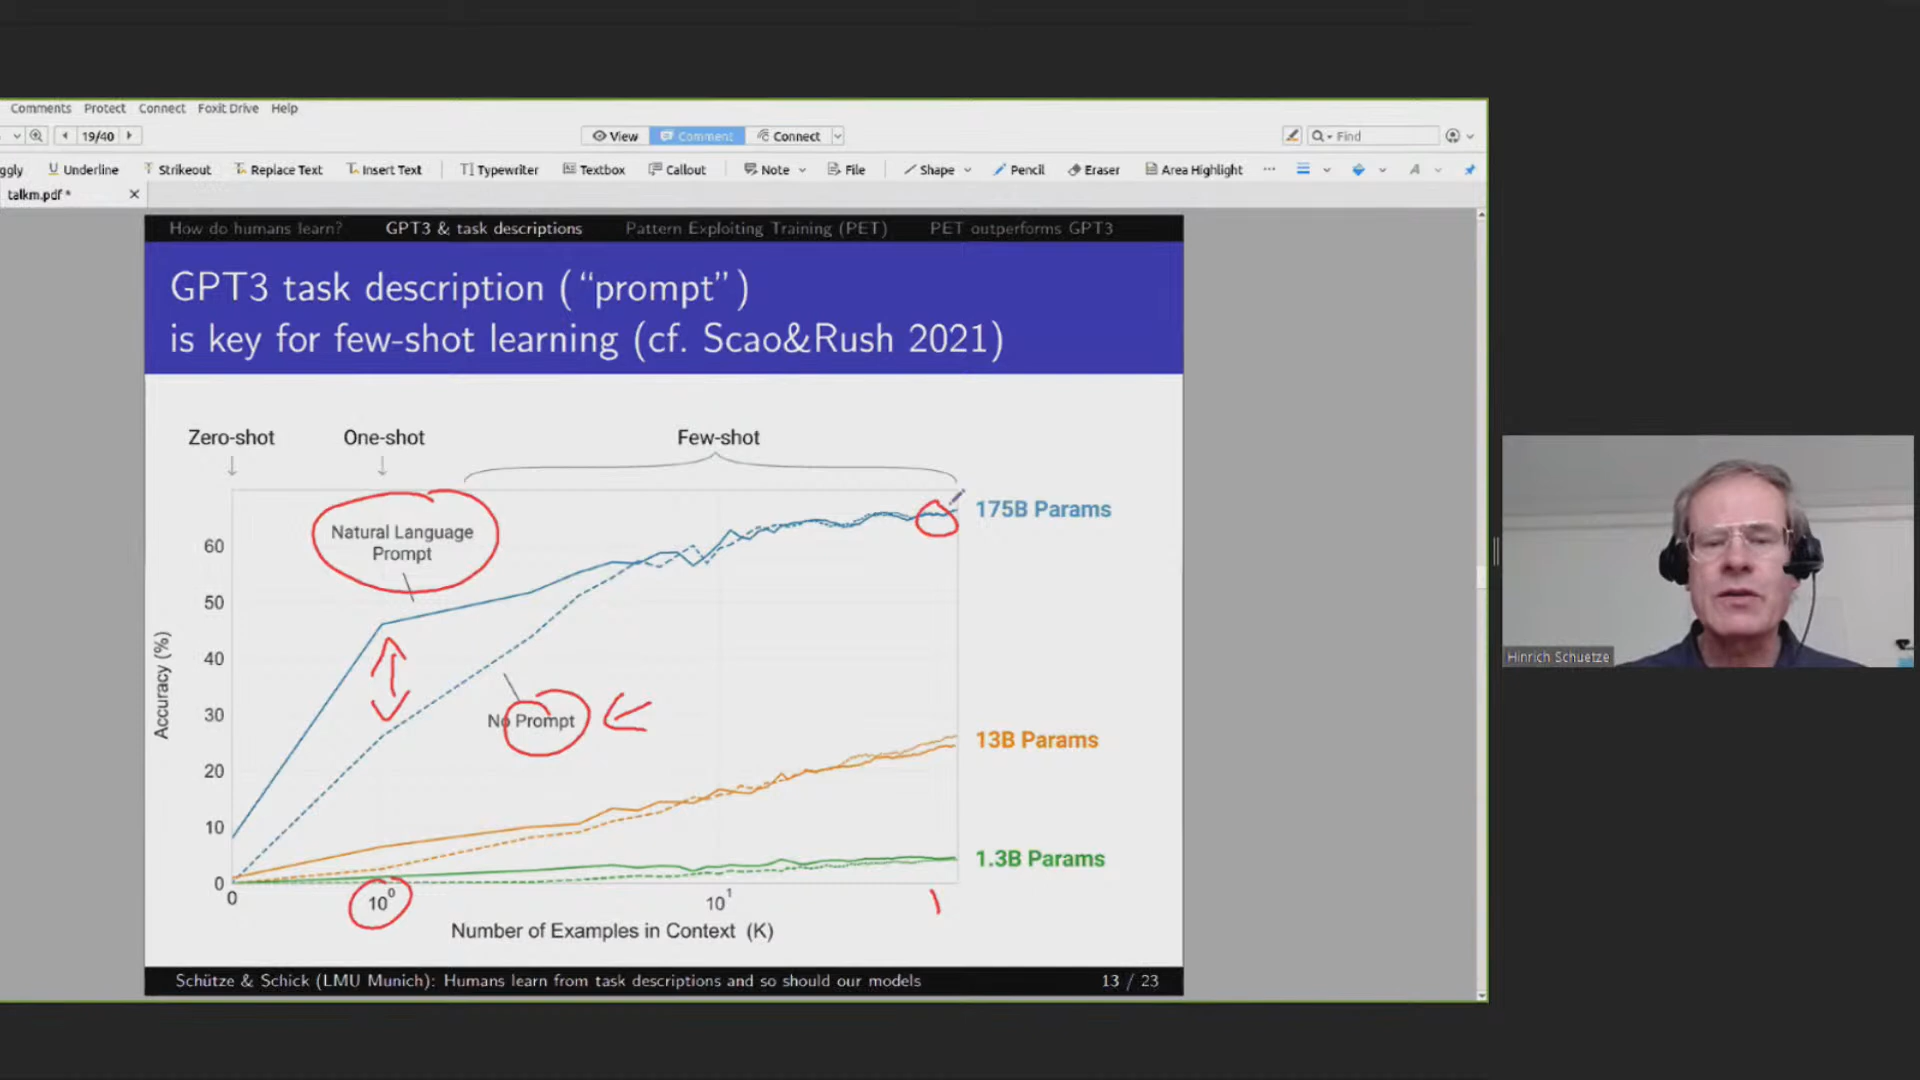 Comments Protect Connect Foxit Drive Help
19/40 View Comment Connect Find
ggly Underline Strikeout Replace Text Insert Text Typewriter Textbox Callout Note File Shape Pencil Eraser Area Highlight ... A
talkm.pdf *
How do humans learn? GPT3 & task descriptions Pattern Exploiting Training (PET) PET outperforms GPT3
GPT3 task description (“prompt”)
is key for few-shot learning (cf. Scao&Rush 2021)
Zero-shot One-shot Few-shot
175B Params
Natural Language
Prompt
60
50
40
30
20
10
0
Accuracy (%)
No Prompt
13B Params
1.3B Params
0 10⁰ 10¹
Number of Examples in Context (K)
Schütze & Schick (LMU Munich): Humans learn from task descriptions and so should our models 13 / 23
Hinrich Schuetze